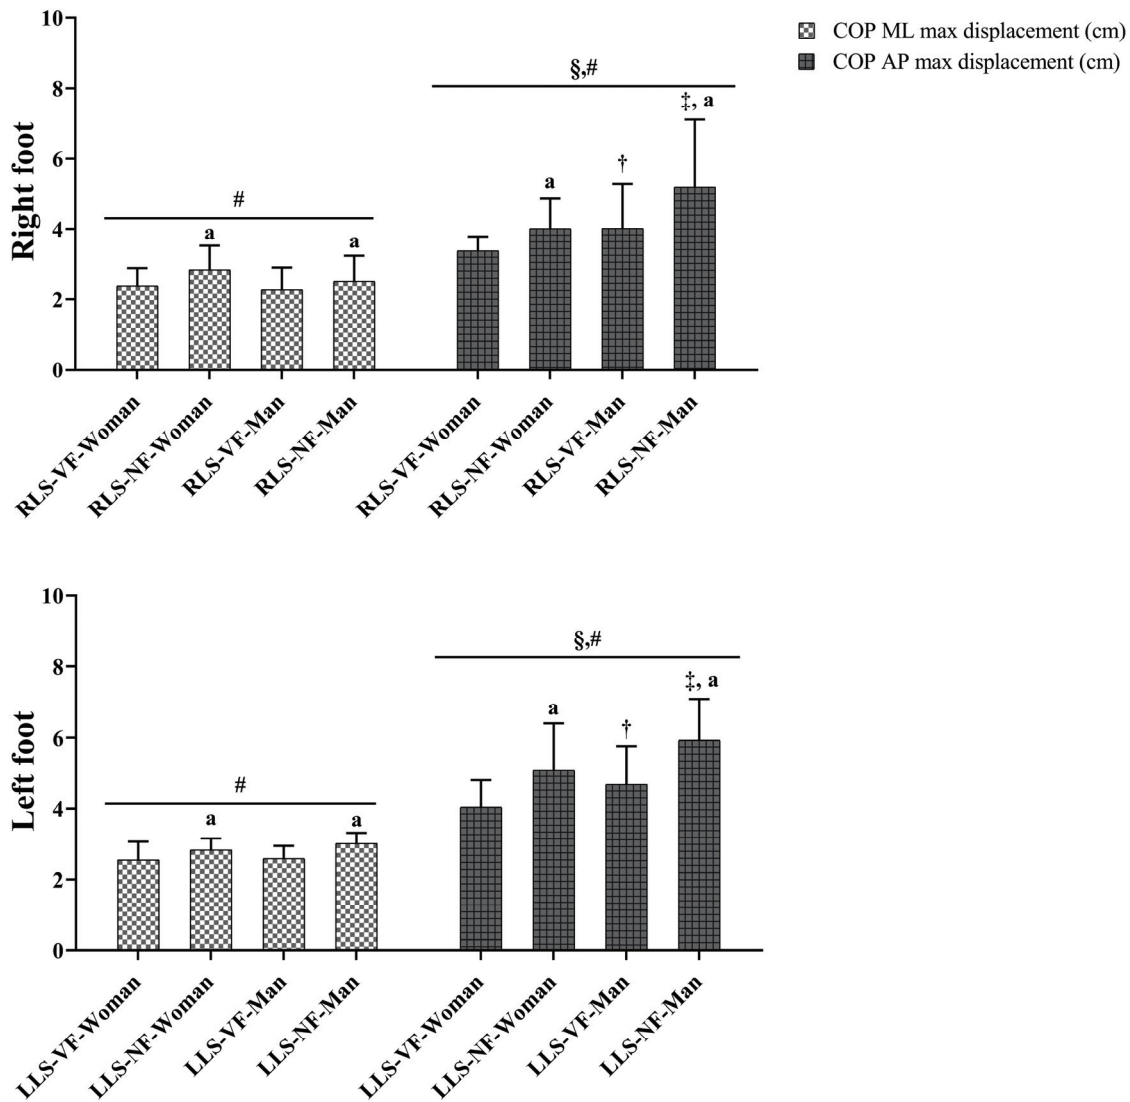 COP ML max displacement (cm)
COP AP max displacement (cm)
Right foot
10
8
6
4
2
0
#
a
a
§,#
a
†
‡, a
RLS-VF-Woman
RLS-NF-Woman
RLS-VF-Man
RLS-NF-Man
RLS-VF-Woman
RLS-NF-Woman
RLS-VF-Man
RLS-NF-Man
Left foot
10
8
6
4
2
0
#
a
a
§,#
a
†
‡, a
LLS-VF-Woman
LLS-NF-Woman
LLS-VF-Man
LLS-NF-Man
LLS-VF-Woman
LLS-NF-Woman
LLS-VF-Man
LLS-NF-Man